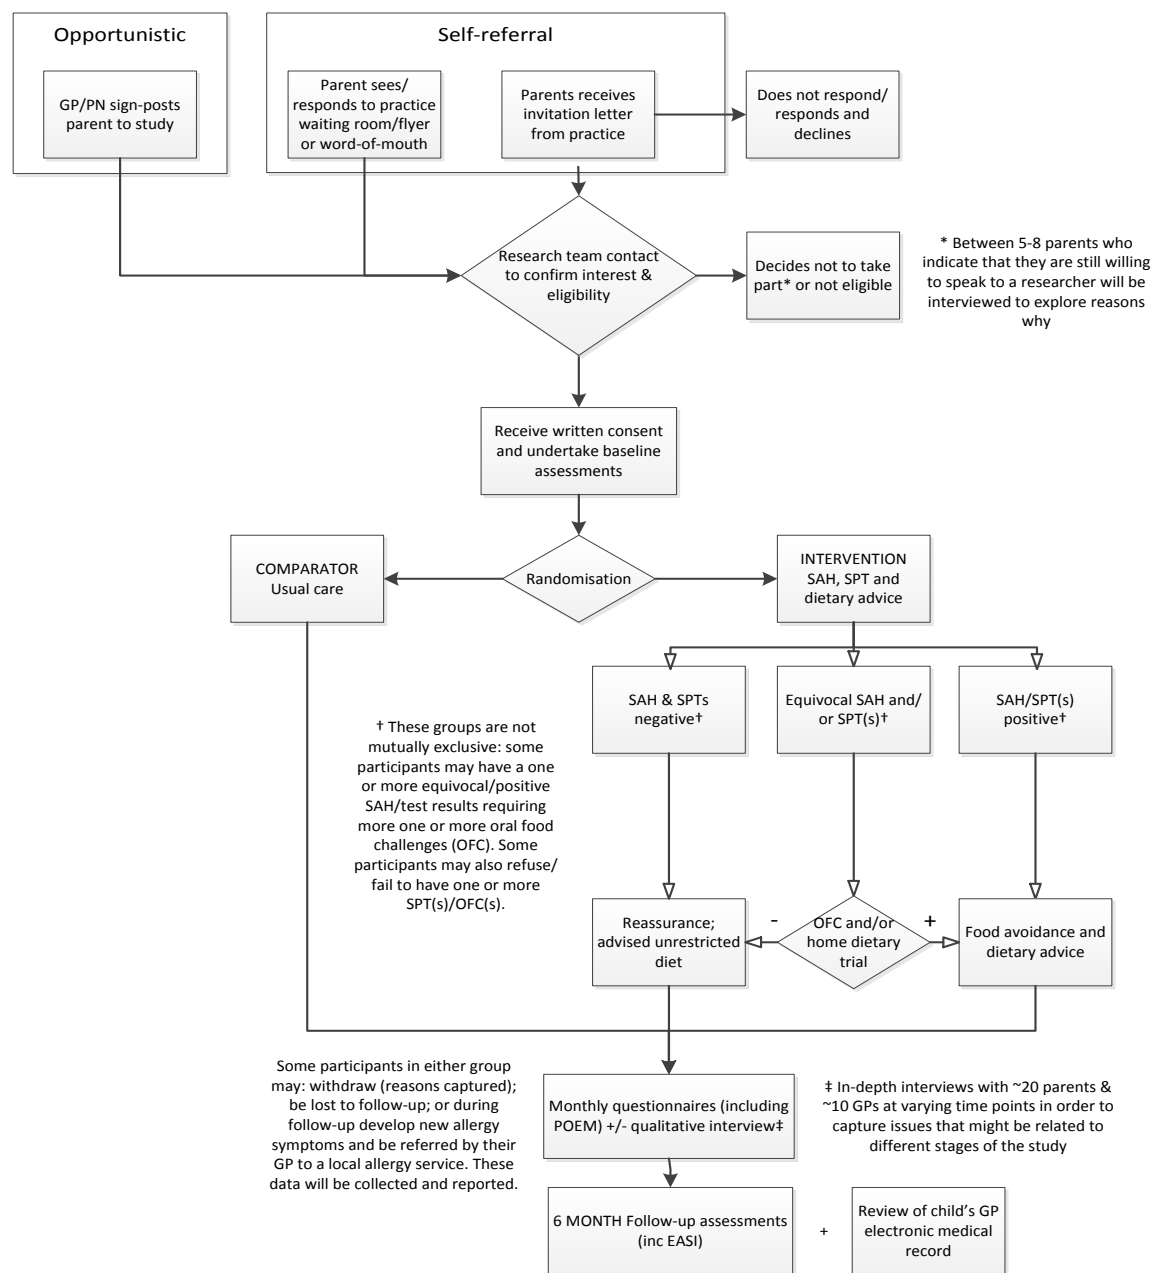 Opportunistic
Self-referral
GP/PN sign-posts
parent to study
Parent sees/
responds to practice
waiting room/flyer
or word-of-mouth
Parents receives
invitation letter
from practice
Does not respond/
responds and
declines
Research team contact
to confirm interest &
eligibility
Decides not to take
part* or not eligible
* Between 5-8 parents who
indicate that they are still willing
to speak to a researcher will be
interviewed to explore reasons
why
Receive written consent
and undertake baseline
assessments
COMPARATOR
Usual care
Randomisation
INTERVENTION
SAH, SPT and
dietary advice
SAH & SPTs
negative†
Equivocal SAH and/
or SPT(s)†
SAH/SPT(s)
positive†
† These groups are not
mutually exclusive: some
participants may have a one
or more equivocal/positive
SAH/test results requiring
more one or more oral food
challenges (OFC). Some
participants may also refuse/
fail to have one or more
SPT(s)/OFC(s).
Reassurance;
advised unrestricted
diet
-
OFC and/or
home dietary
trial
+
Food avoidance and
dietary advice
Some participants in either group
may: withdraw (reasons captured);
be lost to follow-up; or during
follow-up develop new allergy
symptoms and be referred by their
GP to a local allergy service. These
data will be collected and reported.
Monthly questionnaires (including
POEM) +/- qualitative interview‡
‡ In-depth interviews with ~20 parents &
~10 GPs at varying time points in order to
capture issues that might be related to
different stages of the study
6 MONTH Follow-up assessments
(inc EASI)
+
Review of child's GP
electronic medical
record